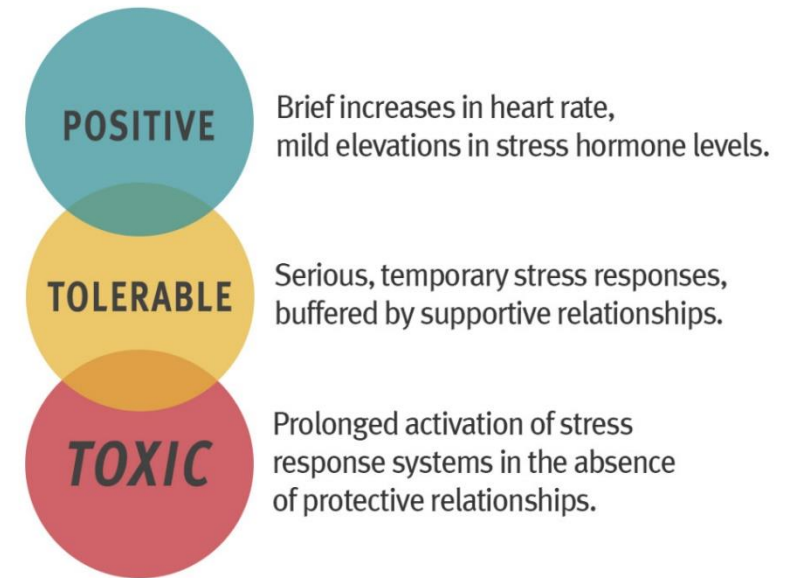 POSITIVE
Brief increases in heart rate,
mild elevations in stress hormone levels.
TOLERABLE
Serious, temporary stress responses,
buffered by supportive relationships.
TOXIC
Prolonged activation of stress
response systems in the absence
of protective relationships.